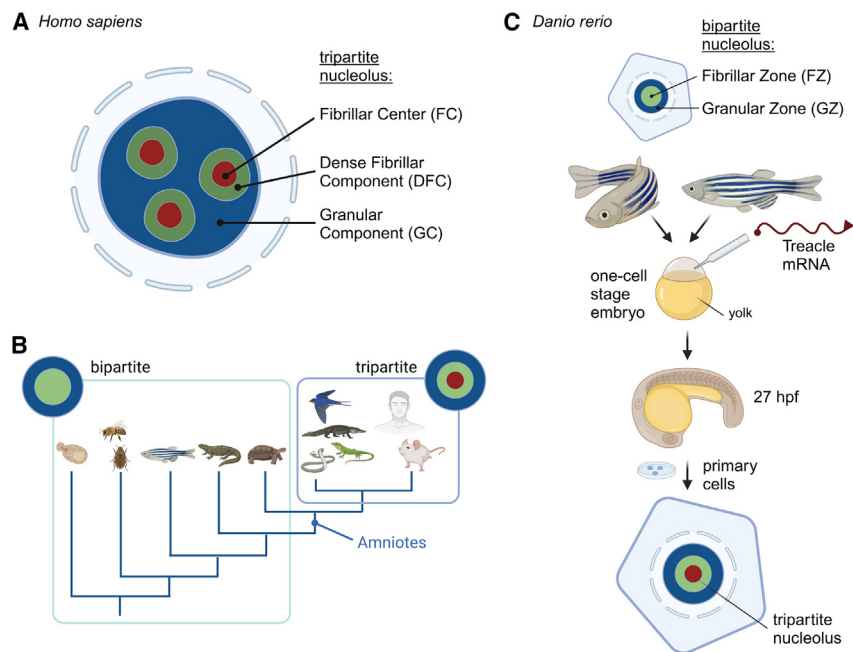 A Homo sapiens
tripartite
nucleolus:
Fibrillar Center (FC)
Dense Fibrillar
Component (DFC)
Granular
Component (GC)
B
bipartite
tripartite
Amniotes
C Danio rerio
bipartite
nucleolus:
Fibrillar Zone (FZ)
Granular Zone (GZ)
Treacle
mRNA
one-cell
stage
embryo
yolk
27 hpf
primary
cells
tripartite
nucleolus